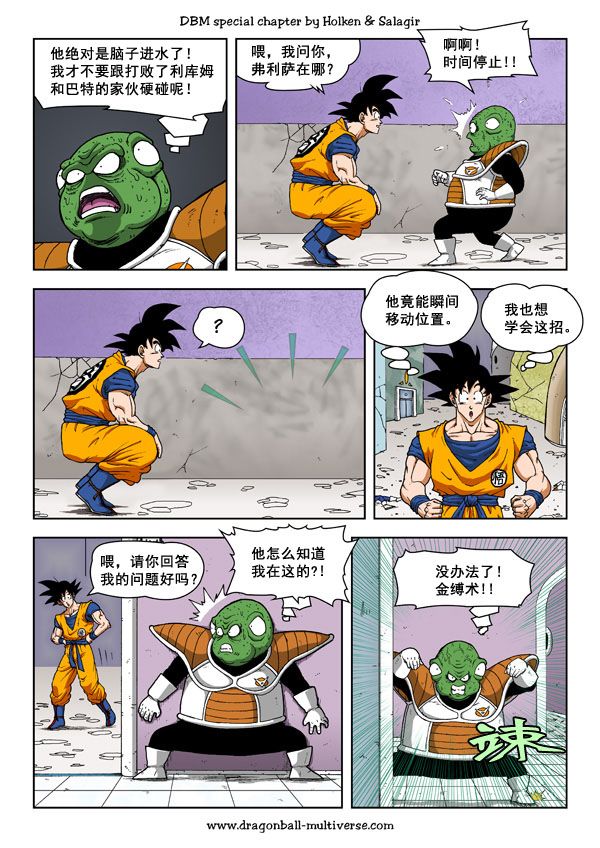 DBM special chapter by Holken & Salagir
他绝对是脑子进水了！
我才不要跟打败了利库姆
和巴特的家伙硬碰呢！
喂，我问你，
弗利萨在哪？
啊啊！
时间停止！！
？
他竟能瞬间
移动位置。
我也想
学会这招。
悟
喂，请你回答
我的问题好吗？
他怎么知道
我在这的？！
没办法了！
金缚术！！
辣
www.dragonball-multiverse.com